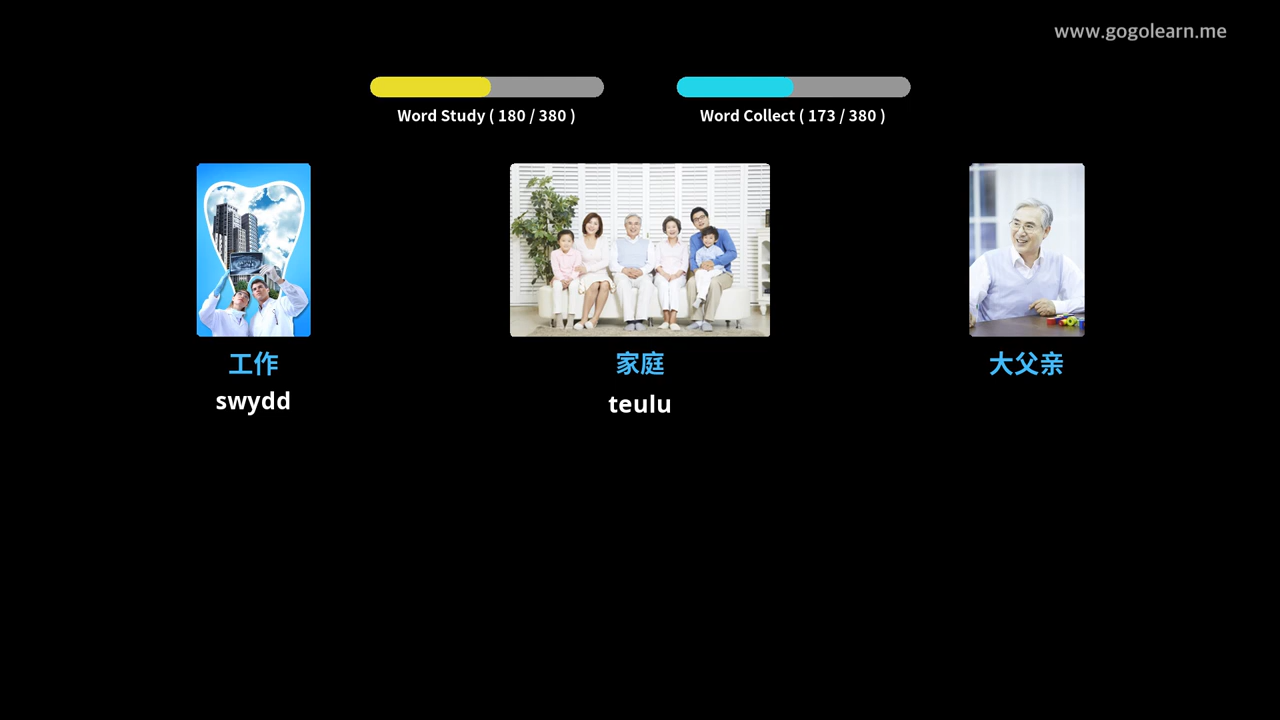 www.gogolearn.me
Word Study ( 180 / 380 )
Word Collect ( 173 / 380 )
工作
swydd
家庭
teulu
大父亲